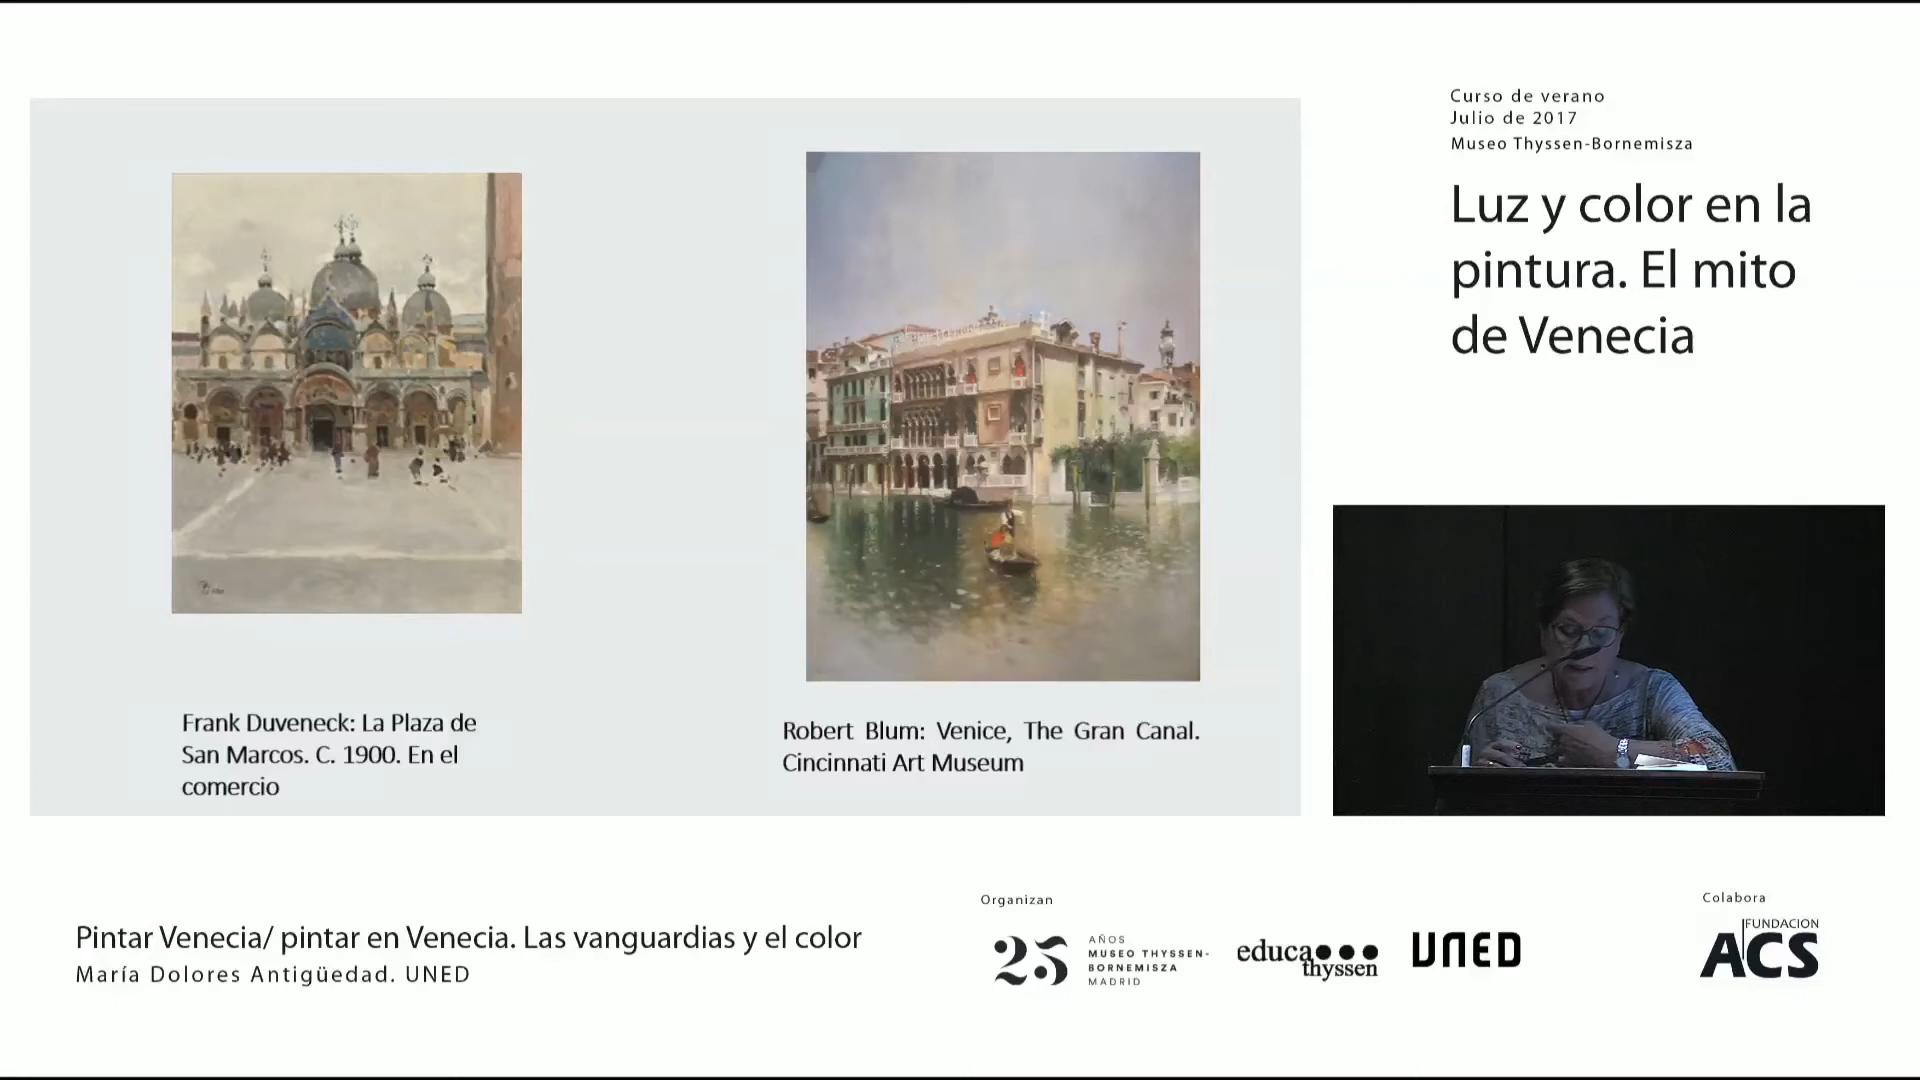 Curso de verano
Julio de 2017
Museo Thyssen-Bornemisza
Luz y color en la
pintura. El mito
de Venecia
Frank Duveneck: La Plaza de
San Marcos. C. 1900. En el
comercio
Robert Blum: Venice, The Gran Canal.
Cincinnati Art Museum
Pintar Venecia/ pintar en Venecia. Las vanguardias y el color
María Dolores Antigüedad. UNED
Organizan
25
AÑOS
MUSEO THYSSEN-
BORNEMISZA
MADRID
educa
thyssen
UNED
Colabora
FUNDACION
ACS